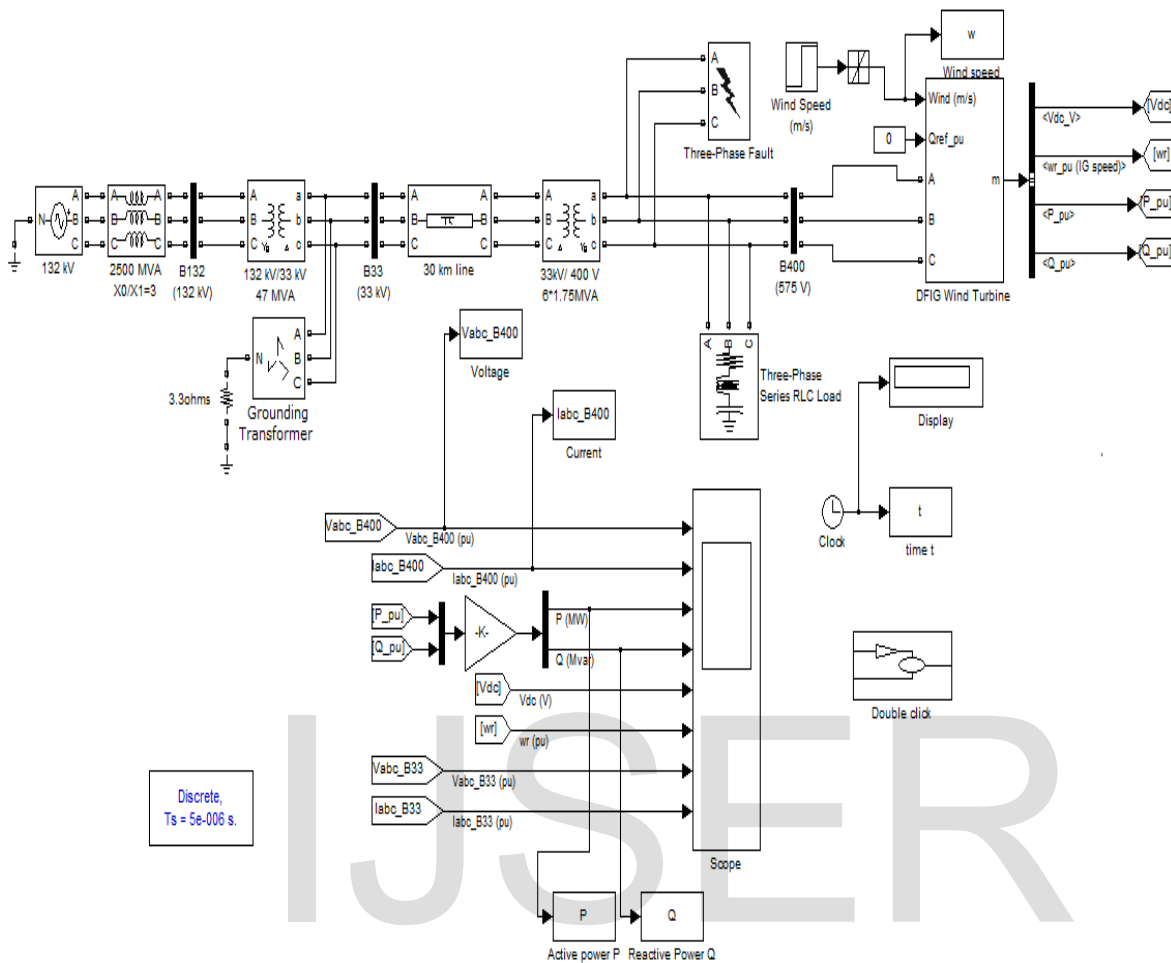 w
Wind speed
A
B
C
Three-Phase Fault
Wind Speed
(m/s)
Wind (m/s)
0
Qref_pu
A
B
C
m
DFIG Wind Turbine
<Vdc_V>
[Vdc]
<wr_pu (IG speed)>
[wr]
<P_pu>
[P_pu]
<Q_pu>
[Q_pu]
N
A
B
C
132 kV
A A
B B
C C
2500 MVA
X0/X1=3
B132
(132 kV)
A a
B b
C c
Yg Δ
132 kV/33 kV
47 MVA
B33
(33 kV)
A A
B B
C C
30 km line
A a
B b
C c
Δ Yg
33kV/ 400 V
6*1.75MVA
B400
(575 V)
N
A
B
C
3.3ohms
Grounding
Transformer
Vabc_B400
Voltage
Iabc_B400
Current
A B C
Three-Phase
Series RLC Load
Display
Clock
t
time t
Vabc_B400
Vabc_B400 (pu)
Iabc_B400
Iabc_B400 (pu)
[P_pu]
[Q_pu]
-K-
P (MW)
Q (Mvar)
[Vdc]
Vdc (V)
[wr]
wr (pu)
Vabc_B33
Vabc_B33 (pu)
Iabc_B33
Iabc_B33 (pu)
Scope
Double click
Discrete,
Ts = 5e-006 s.
P
Active power P
Q
Reactive Power Q
IJSER